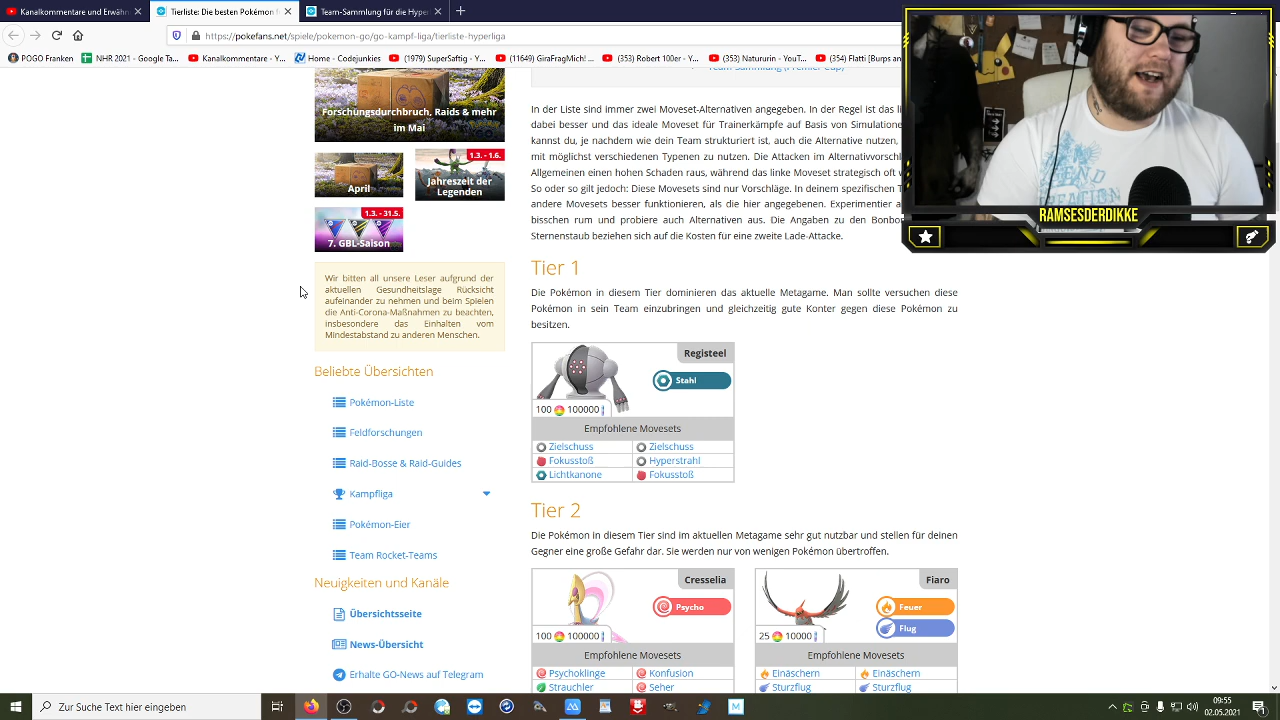 Kanalkommentare und Erwähn
Tierliste: Die besten Pokémon f
Team-Sammlung für die Hyper
https://pokefans.net/spiele/pokemon-go/go-kampf-liga/tierliste-hyperliga
POGO Franken
NHR 2021 - Google Ta...
Kanalkommentare - Y...
Home - Codejunkies
(1979) SuperSaftig - Y...
(11649) GiraFragMich! ...
(353) Robert 100er - Y...
(353) Natururin - YouT...
(354) Flatti [Burps an
Team-Sammlung (Premier Cup)
Forschungsdurchbruch, Raids & mehr
im Mai
1.3. - 1.6.
April
Jahreszeit der
Legenden
1.3. - 31.5.
7. GBL-Saison
Wir bitten all unsere Leser aufgrund der
aktuellen Gesundheitslage Rücksicht
aufeinander zu nehmen und beim Spielen
die Anti-Corona-Maßnahmen zu beachten,
insbesondere das Einhalten vom
Mindestabstand zu anderen Menschen.
Beliebte Übersichten
Pokémon-Liste
Feldforschungen
Raid-Bosse & Raid-Guides
Kampfliga
Pokémon-Eier
Team Rocket-Teams
Neuigkeiten und Kanäle
Übersichtsseite
News-Übersicht
Erhalte GO-News auf Telegram
In der Liste sind immer zwei Moveset-Alternativen angegeben. In der Regel ist das li
dabei besser und das ideale Moveset für Trainerkämpfe auf Basis von Simulatione
kannst du, je nachdem wie dein Team strukturiert ist, auch die Alternative nutzen,
mit möglichst verschiedenen Typenen zu nutzen. Die Attacken im Alternativvorschl
Allgemeinen einen hohen Schaden raus, während das linke Moveset strategisch oft w
So oder so gilt jedoch: Diese Movesets sind nur Vorschläge. In deinem spezifischen T
andere Movesets besser funktionieren, als die hier angegebenen. Experimentier a
bisschen rum und probiere auch Alternativen aus. Die Angaben zu den Bonbon
Sternenstaub beziehen sich auf die Kosten für eine zweite Lade-Attacke.
Tier 1
Die Pokémon in diesem Tier dominieren das aktuelle Metagame. Man sollte versuchen diese
Pokémon in sein Team einzubringen und gleichzeitig gute Konter gegen diese Pokémon zu
besitzen.
Registeel
Stahl
100 100000
Empfohlene Movesets
Zielschuss Zielschuss
Fokusstoß Hyperstrahl
Lichtkanone Fokusstoß
Tier 2
Die Pokémon in diesem Tier sind im aktuellen Metagame sehr gut nutzbar und stellen für deinen
Gegner eine große Gefahr dar. Sie werden nur von wenigen Pokémon übertroffen.
Cresselia
Psycho
100 100000
Empfohlene Movesets
Psychoklinge Konfusion
Strauchler Seher
Fiaro
Feuer
Flug
25 10000
Empfohlene Movesets
Einäschern Einäschern
Sturzflug Sturzflug
RAMSESDERDIKKE
Zur Suche Text hier eingeben
09:55
02.05.2021